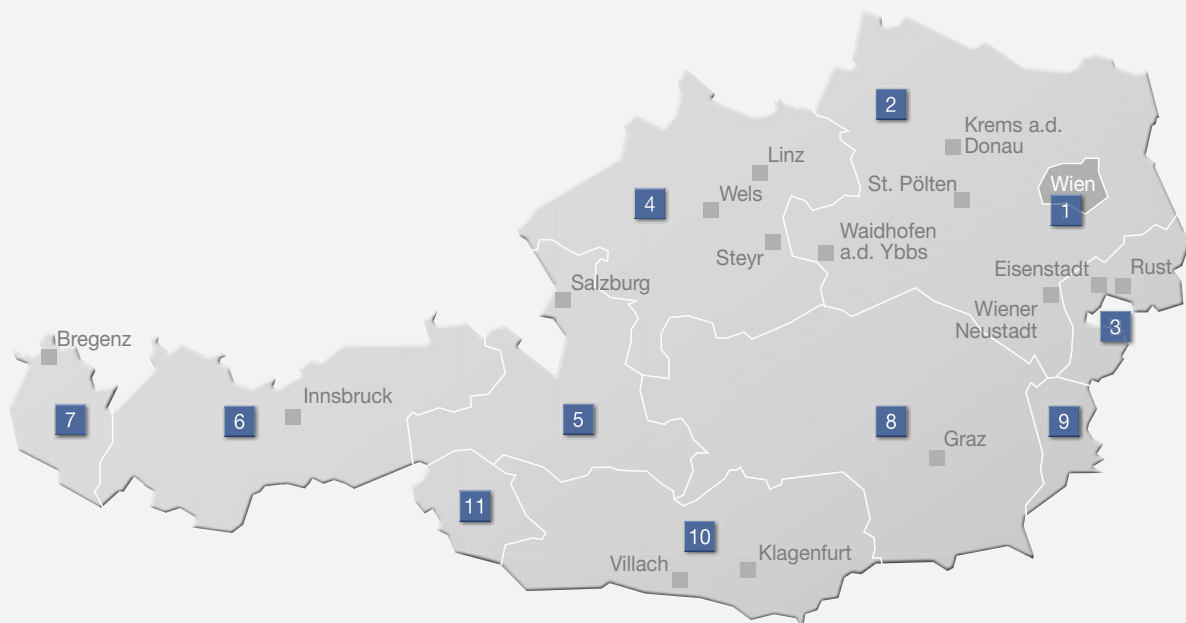 2
Krems a.d.
Donau
Linz
Wels
St. Pölten
Wien
4
1
Steyr
Waidhofen
a.d. Ybbs
Eisenstadt
Rust
Salzburg
Wiener
Neustadt
3
Bregenz
Innsbruck
7
6
5
8
9
Graz
11
10
Villach
Klagenfurt